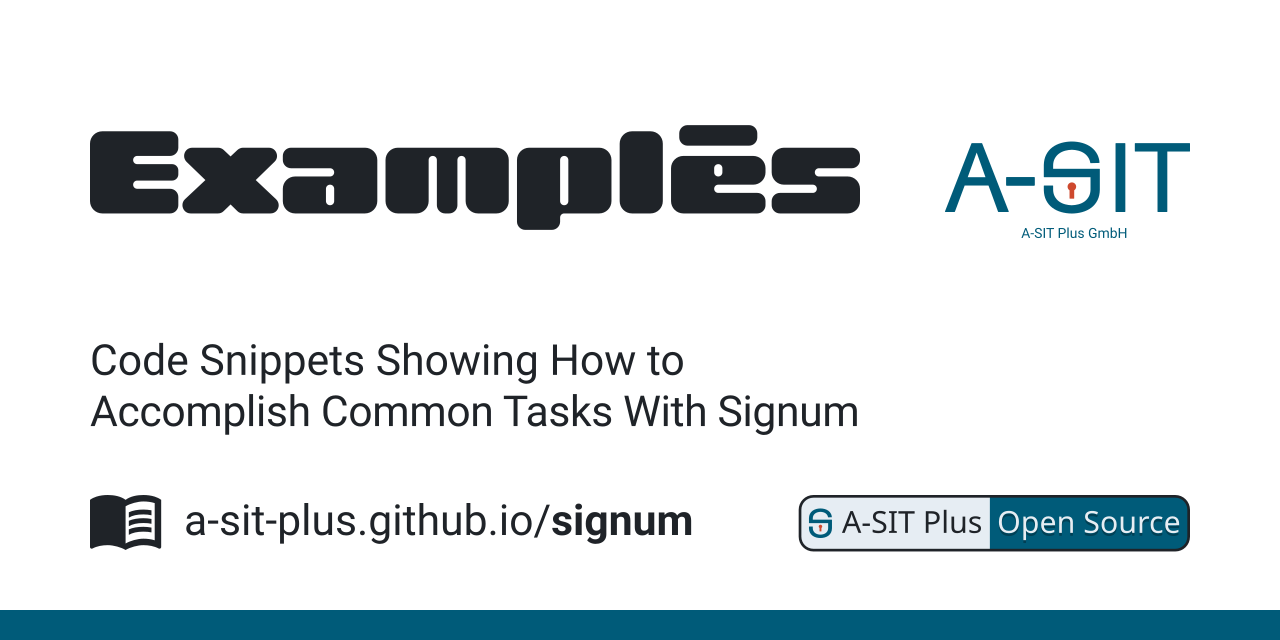 Examplēs
A-SIT
A-SIT Plus GmbH
Code Snippets Showing How to
Accomplish Common Tasks With Signum
a-sit-plus.github.io/signum
A-SIT Plus Open Source